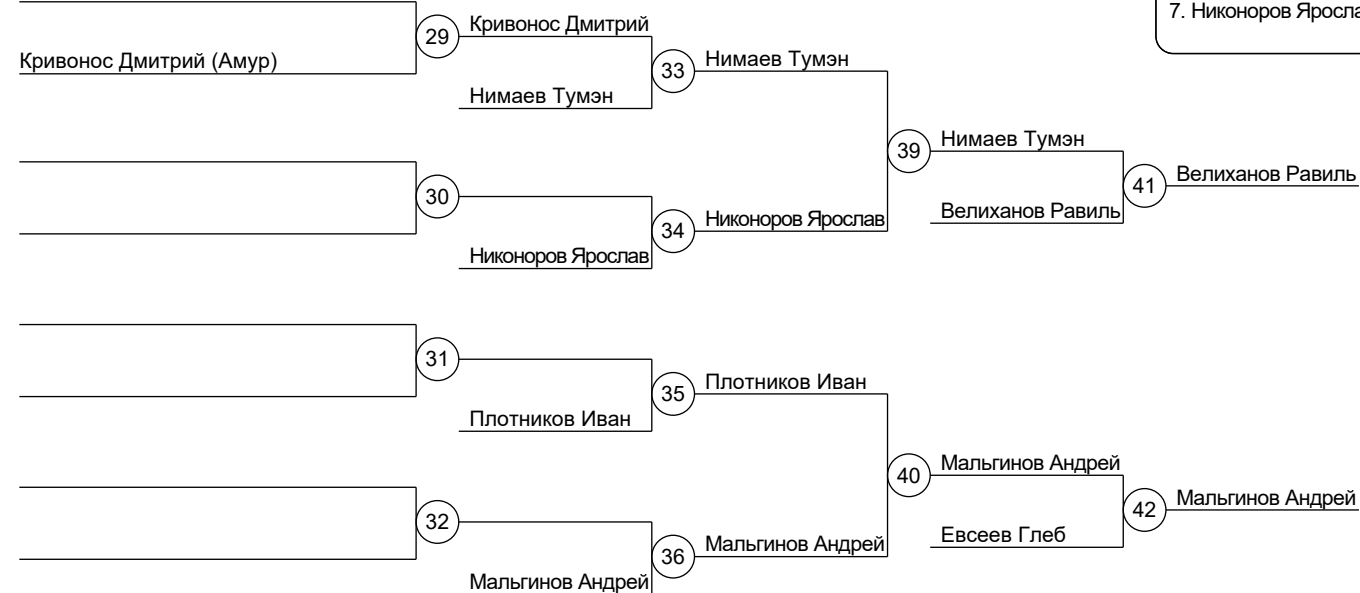 7. Никоноров
29
Кривонос Дмитрий
Кривонос Дмитрий (Амур)
33
Нимаев Тумэн
Нимаев Тумэн
39
Нимаев Тумэн
41
Велиханов Равиль
Велиханов Равиль
30
34
Никоноров Ярослав
Никоноров Ярослав
31
35
Плотников Иван
Плотников Иван
40
Мальгинов Андрей
42
Мальгинов Андрей
Евсеев Глеб
32
36
Мальгинов Андрей
Мальгинов Андрей